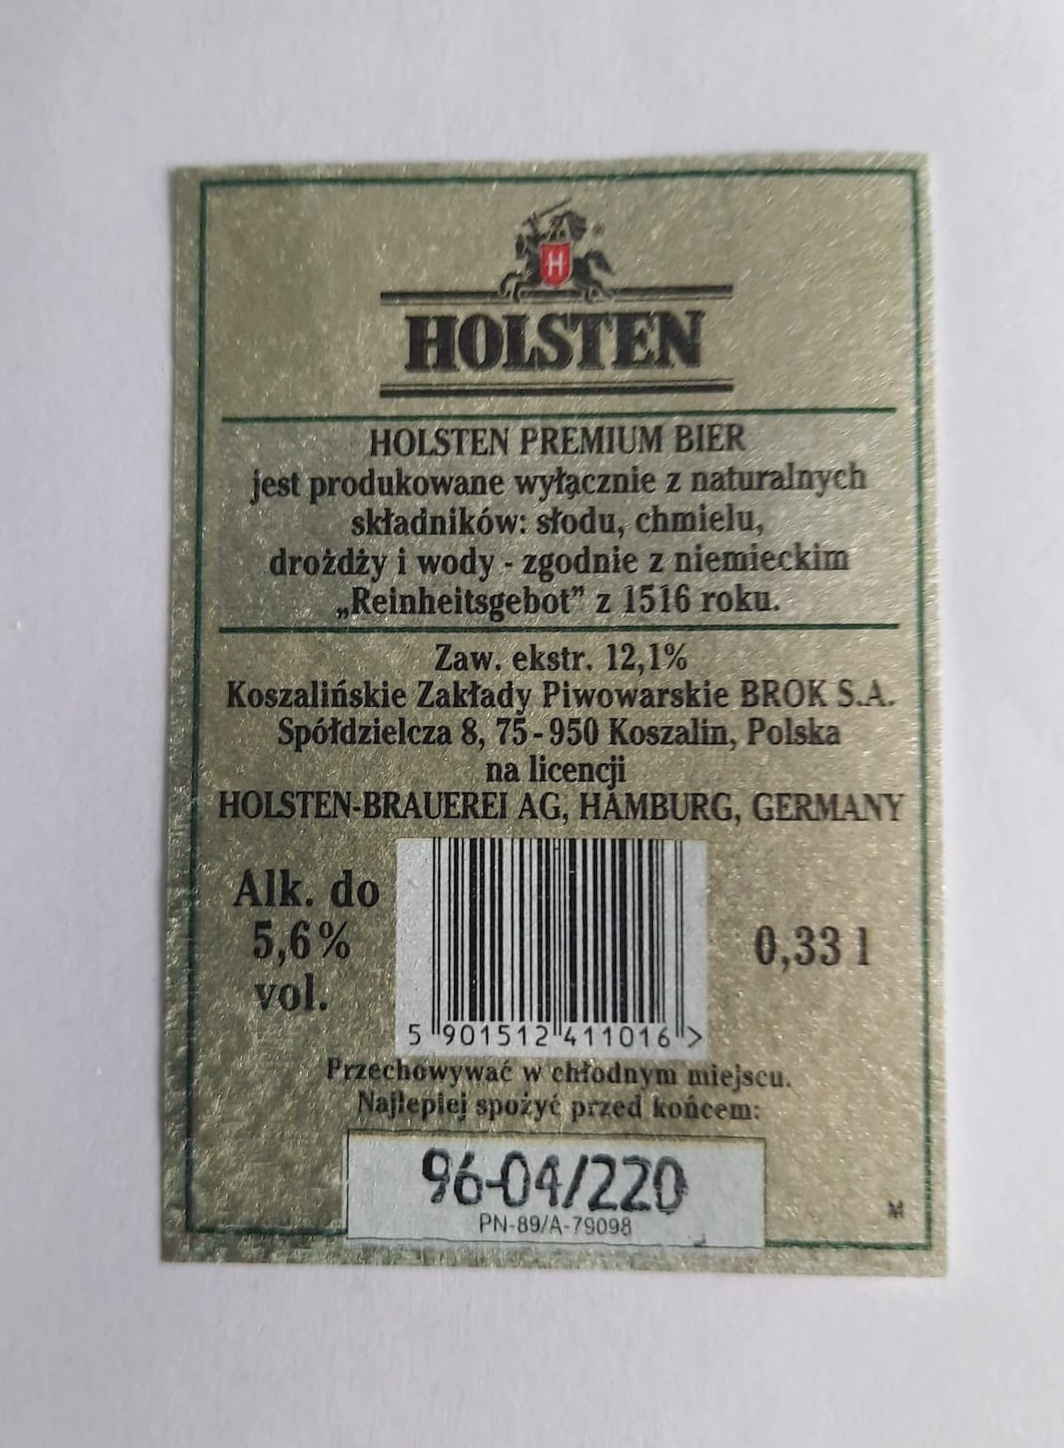 H
HOLSTEN
HOLSTEN PREMIUM BIER
jest produkowane wyłącznie z naturalnych
składników: słodu, chmielu,
drożdży i wody - zgodnie z niemieckim
„Reinheitsgebot” z 1516 roku.
Zaw. ekstr. 12,1%
Koszalińskie Zakłady Piwowarskie BROK S.A.
Spółdzielcza 8, 75-950 Koszalin, Polska
na licencji
HOLSTEN-BRAUEREI AG, HAMBURG, GERMANY
Alk. do
5,6%
vol.
0,33 l
5 901512 411016 >
Przechowywać w chłodnym miejscu.
Najlepiej spożyć przed końcem:
96-04/220
PN-89/A-79098
M